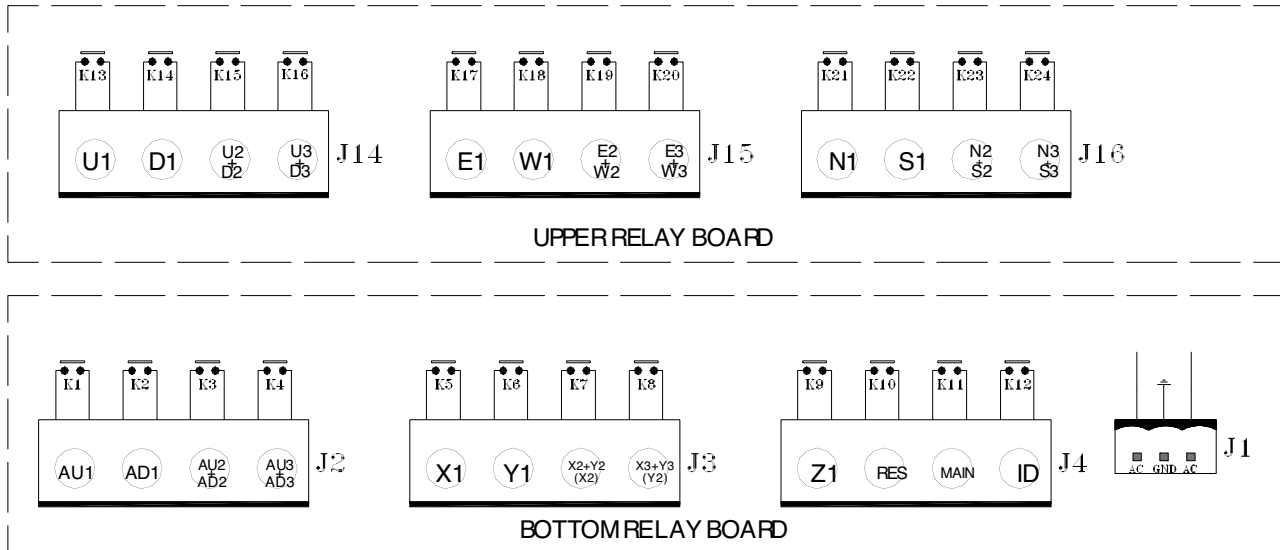 K13 K14 K15 K16 K17 K18 K19 K20 K21 K22 K23 K24
U1 D1 U2 + D2 U3 + D3 J14
E1 W1 E2 + W2 E3 + W3 J15
N1 S1 N2 + S2 N3 + S3 J16
UPPER RELAY BOARD
K1 K2 K3 K4 K5 K6 K7 K8 K9 K10 K11 K12
AU1 AD1 AU2 + AD2 AU3 + AD3 J2
X1 Y1 X2+Y2 (X2) X3+Y3 (Y2) J3
Z1 RES MAIN ID J4
AC GND AC J1
BOTTOM RELAY BOARD